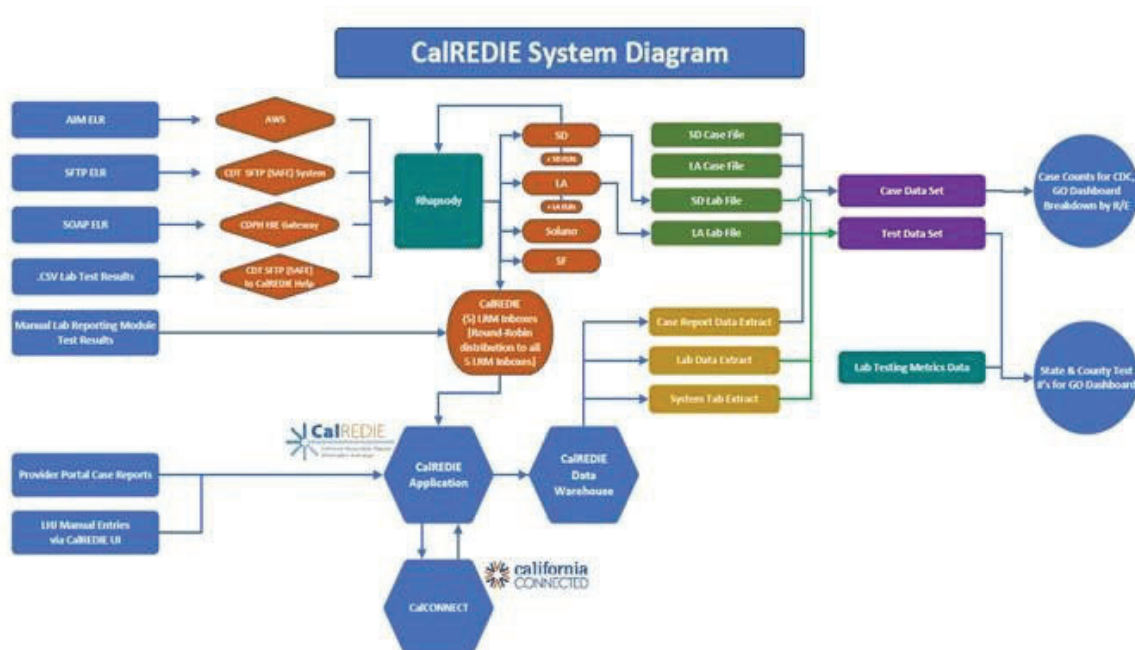 CalREDIE System Diagram
AIM ELR
AWS
SFTP ELR
CDT SFTP (SAFE) System
SOAP ELR
CDPH HIE Gateway
.CSV Lab Test Results
CDT SFTP (SAFE)
to CalREDIE Help
Manual Lab Reporting Module
Test Results
Rhapsody
SD
LA
Solano
SF
CalREDIE
(5) LRM Inboxes
[Round-Robin
distribution to all
5 LRM Inboxes]
SD Case File
LA Case File
SD Lab File
LA Lab File
Case Data Set
Test Data Set
Case Counts for CDC,
GO Dashboard
Breakdown by R/E
Case Report Data Extract
Lab Data Extract
System Tab Extract
Lab Testing Metrics Data
State & County Test
#'s for GO Dashboard
CalREDIE
Provider Portal Case Reports
LHJ Manual Entries
via CalREDIE UI
CalREDIE
Application
CalREDIE
Data
Warehouse
CalCONNECT
california
CONNECTED